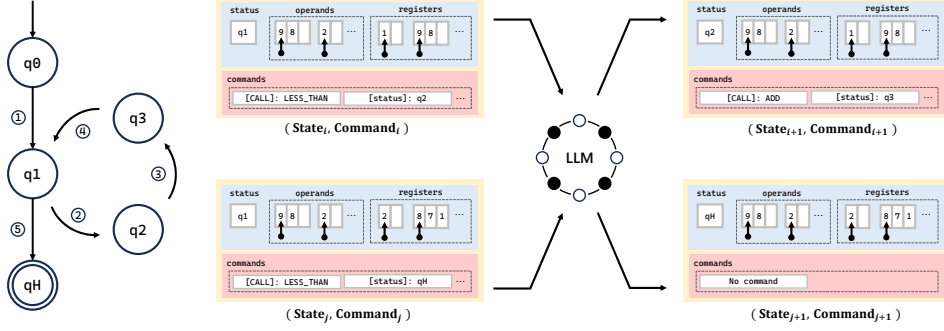 q0
①
q3
④
q1
③
②
⑤
q2
qH
status operands registers
q1 9 8 2 ⋯ 1 9 8 ⋯
commands
[CALL]: LESS_THAN [status]: q2 ⋯
( State_i, Command_i )
status operands registers
q1 9 8 2 ⋯ 2 8 7 1 ⋯
commands
[CALL]: LESS_THAN [status]: qH ⋯
( State_j, Command_j )
LLM
status operands registers
q2 9 8 2 ⋯ 1 9 8 ⋯
commands
[CALL]: ADD [status]: q3 ⋯
( State_{i+1}, Command_{i+1} )
status operands registers
qH 9 8 2 ⋯ 2 8 7 1 ⋯
commands
No command
( State_{j+1}, Command_{j+1} )